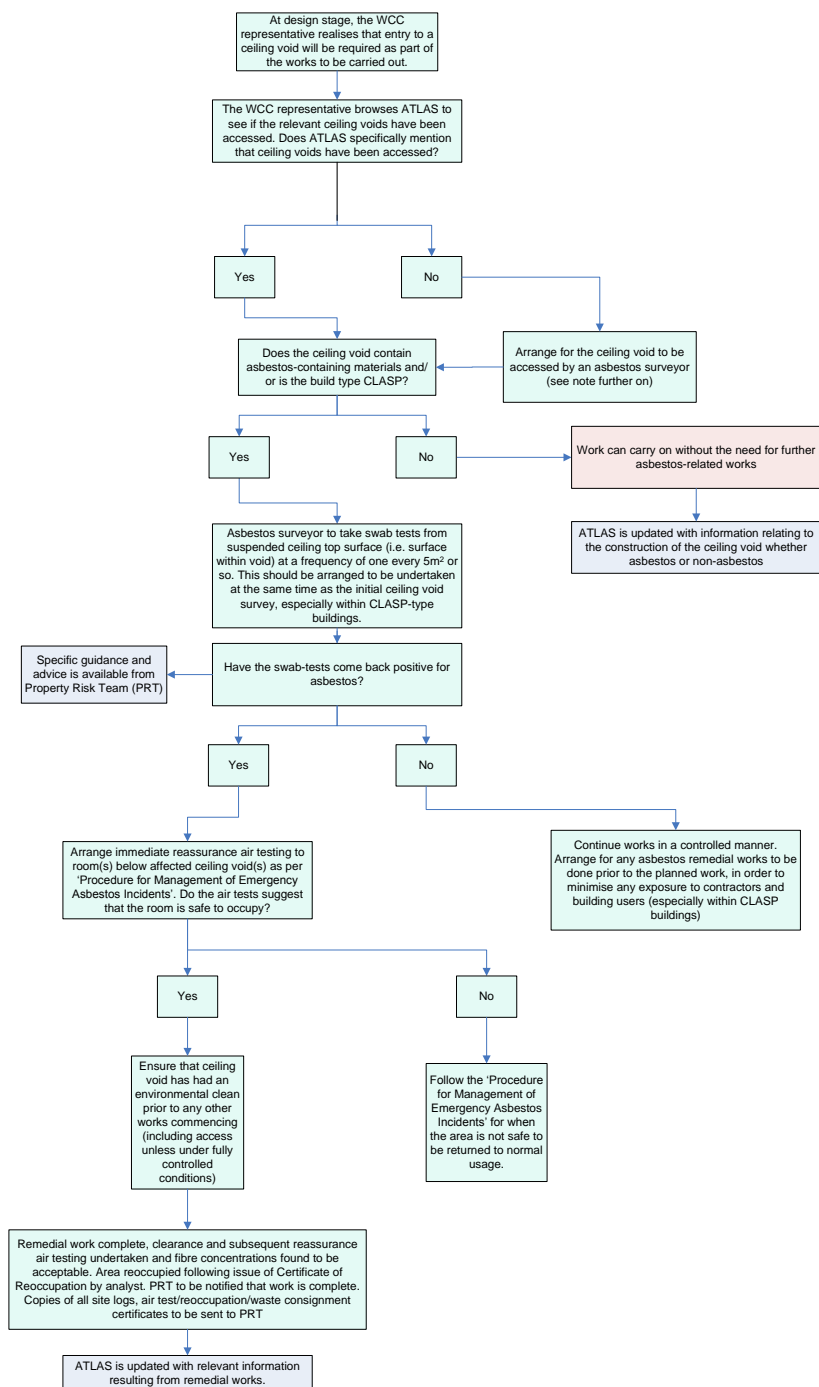 At design stage, the WCC
representative realises that entry to a
ceiling void will be required as part of
the works to be carried out.
The WCC representative browses ATLAS to
see if the relevant ceiling voids have been
accessed. Does ATLAS specifically mention
that ceiling voids have been accessed?
Yes
No
Does the ceiling void contain
asbestos-containing materials and/
or is the build type CLASP?
Arrange for the ceiling void to be
accessed by an asbestos surveyor
(see note further on)
Yes
No
Work can carry on without the need for further
asbestos-related works
ATLAS is updated with information relating to
the construction of the ceiling void whether
asbestos or non-asbestos
Asbestos surveyor to take swab tests from
suspended ceiling top surface (i.e. surface
within void) at a frequency of one every 5m² or
so. This should be arranged to be undertaken
at the same time as the initial ceiling void
survey, especially within CLASP-type
buildings.
Specific guidance and
advice is available from
Property Risk Team (PRT)
Have the swab-tests come back positive for
asbestos?
Yes
No
Arrange immediate reassurance air testing to
room(s) below affected ceiling void(s) as per
‘Procedure for Management of Emergency
Asbestos Incidents’. Do the air tests suggest
that the room is safe to occupy?
Continue works in a controlled manner.
Arrange for any asbestos remedial works to be
done prior to the planned work, in order to
minimise any exposure to contractors and
building users (especially within CLASP
buildings)
Yes
No
Ensure that ceiling
void has had an
environmental clean
prior to any other
works commencing
(including access
unless under fully
controlled
conditions)
Follow the ‘Procedure
for Management of
Emergency Asbestos
Incidents’ for when
the area is not safe to
be returned to normal
usage.
Remedial work complete, clearance and subsequent reassurance
air testing undertaken and fibre concentrations found to be
acceptable. Area reoccupied following issue of Certificate of
Reoccupation by analyst. PRT to be notified that work is complete.
Copies of all site logs, air test/reoccupation/waste consignment
certificates to be sent to PRT
ATLAS is updated with relevant information
resulting from remedial works.